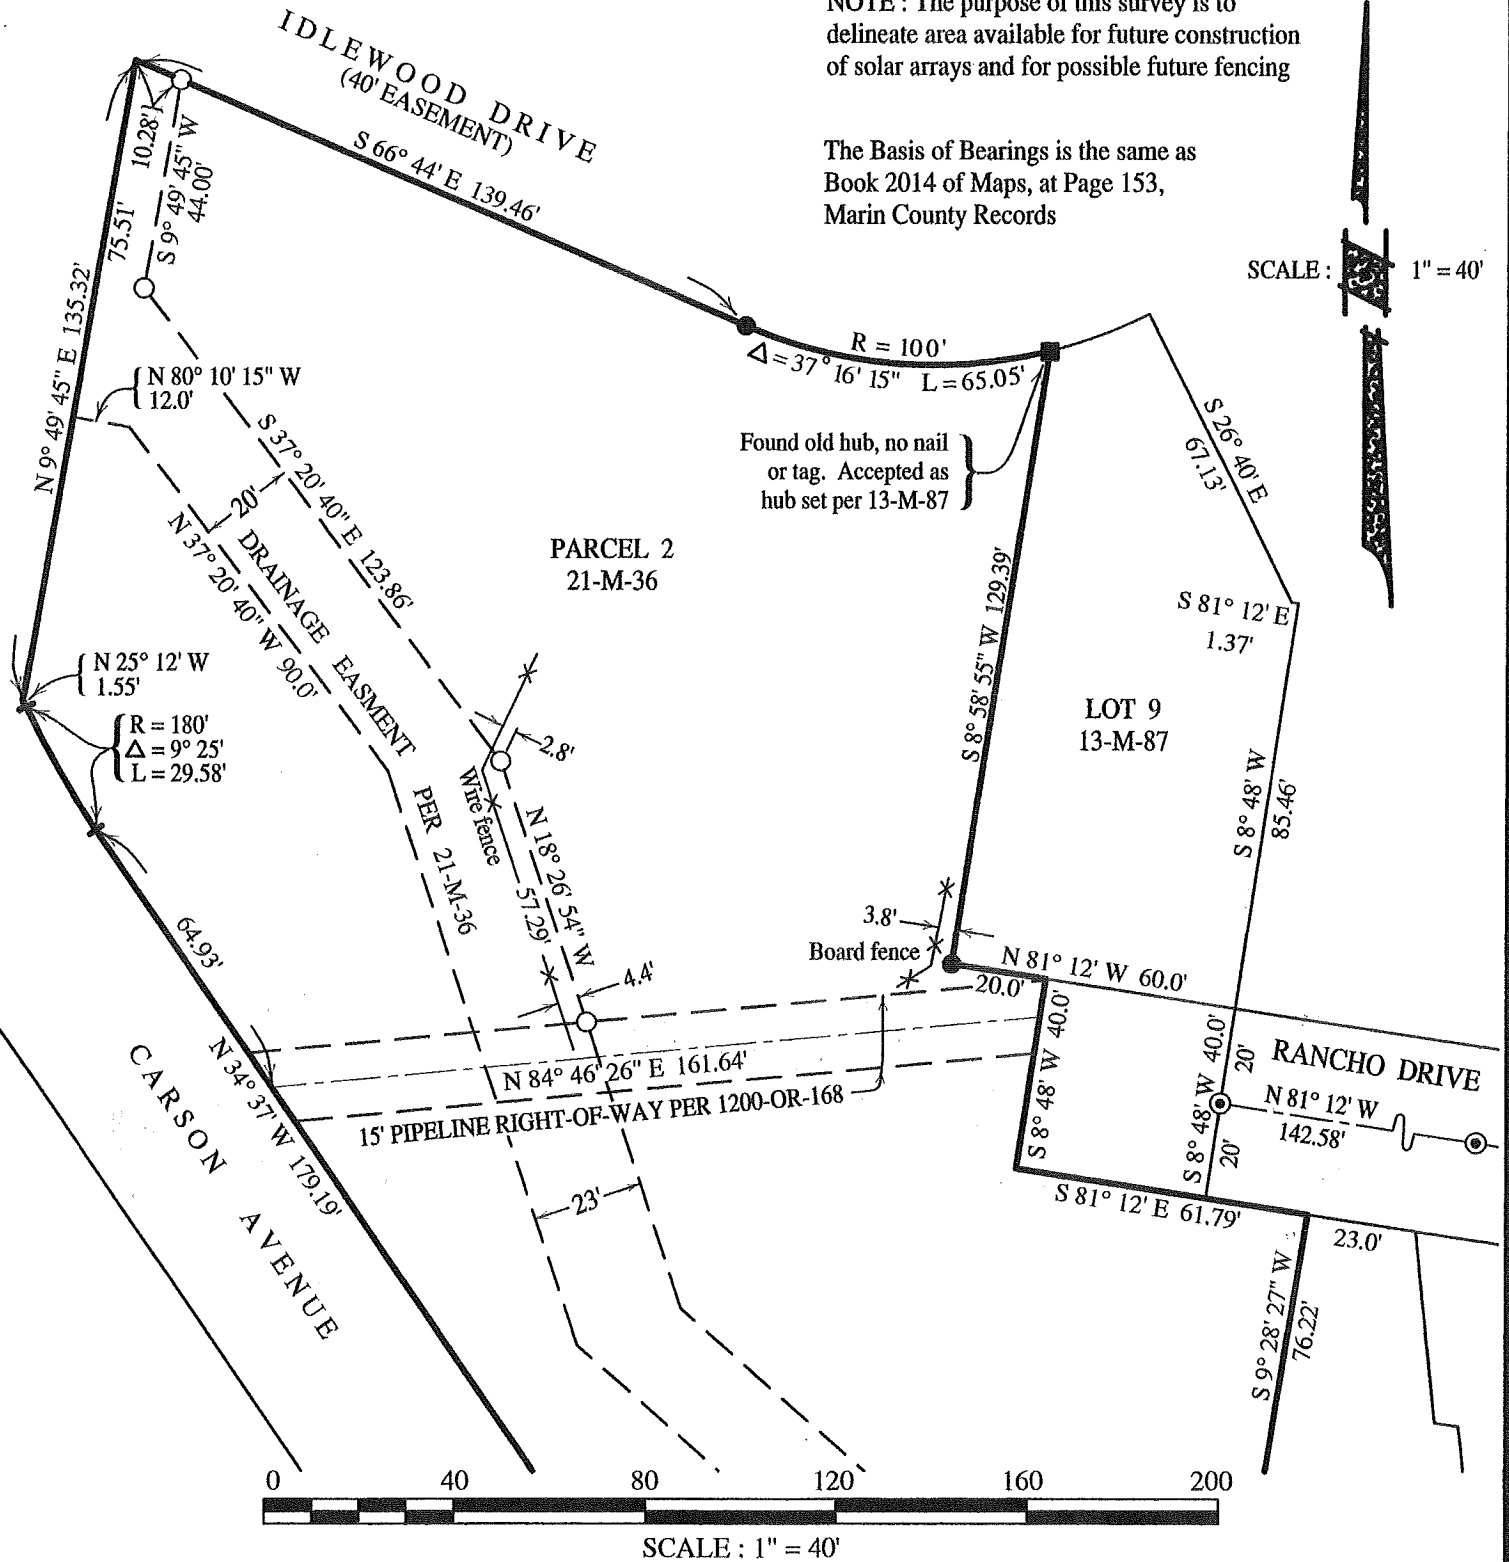 NOTE : The purpose of this survey is to
delineate area available for future construction
of solar arrays and for possible future fencing
The Basis of Bearings is the same as
Book 2014 of Maps, at Page 153,
Marin County Records
SCALE : 1" = 40'
IDLEWOOD DRIVE
(40' EASEMENT)
S 66° 44' E 139.46'
10.28'
S 9° 49' 45" W
44.00'
75.51'
N 9° 49' 45" E 135.32'
N 80° 10' 15" W
12.0'
R = 100'
Δ = 37° 16' 15" L = 65.05'
S 37° 20' 40" E 123.86'
20'
N 37° 20' 40" W 90.0'
DRAINAGE EASMENT
PER 21-M-36
Found old hub, no nail
or tag. Accepted as
hub set per 13-M-87
S 26° 40' E
67.13'
PARCEL 2
21-M-36
S 81° 12' E
1.37'
S 8° 58' 55" W 129.39'
LOT 9
13-M-87
N 25° 12' W
1.55'
R = 180'
Δ = 9° 25'
L = 29.58'
2.8'
Wire fence
N 18° 26' 54" W
57.29'
4.4'
S 8° 48' W
85.46'
64.93'
3.8'
Board fence
N 81° 12' W 60.0'
20.0'
S 8° 48' W 40.0'
S 8° 48' W 40.0'
20'
20'
RANCHO DRIVE
N 81° 12' W
142.58'
N 84° 46' 26" E 161.64'
15' PIPELINE RIGHT-OF-WAY PER 1200-OR-168
N 34° 37' W 179.19'
CARSON AVENUE
23'
S 81° 12' E 61.79'
23.0'
S 9° 28' 27" W
76.22'
0 40 80 120 160 200
SCALE : 1" = 40'